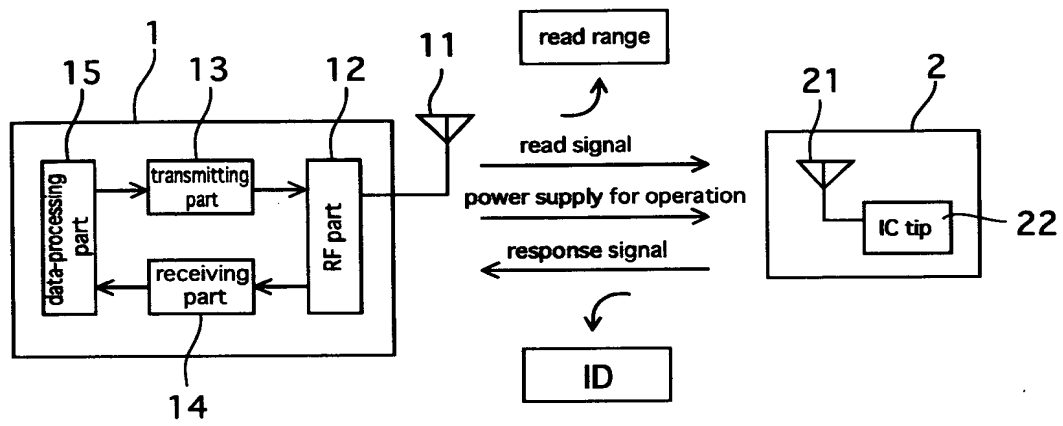 1
15
13
12
11
read range
21
2
read signal
transmitting
part
data-processing
part
RF part
power supply for operation
IC tip
22
response signal
receiving
part
ID
14